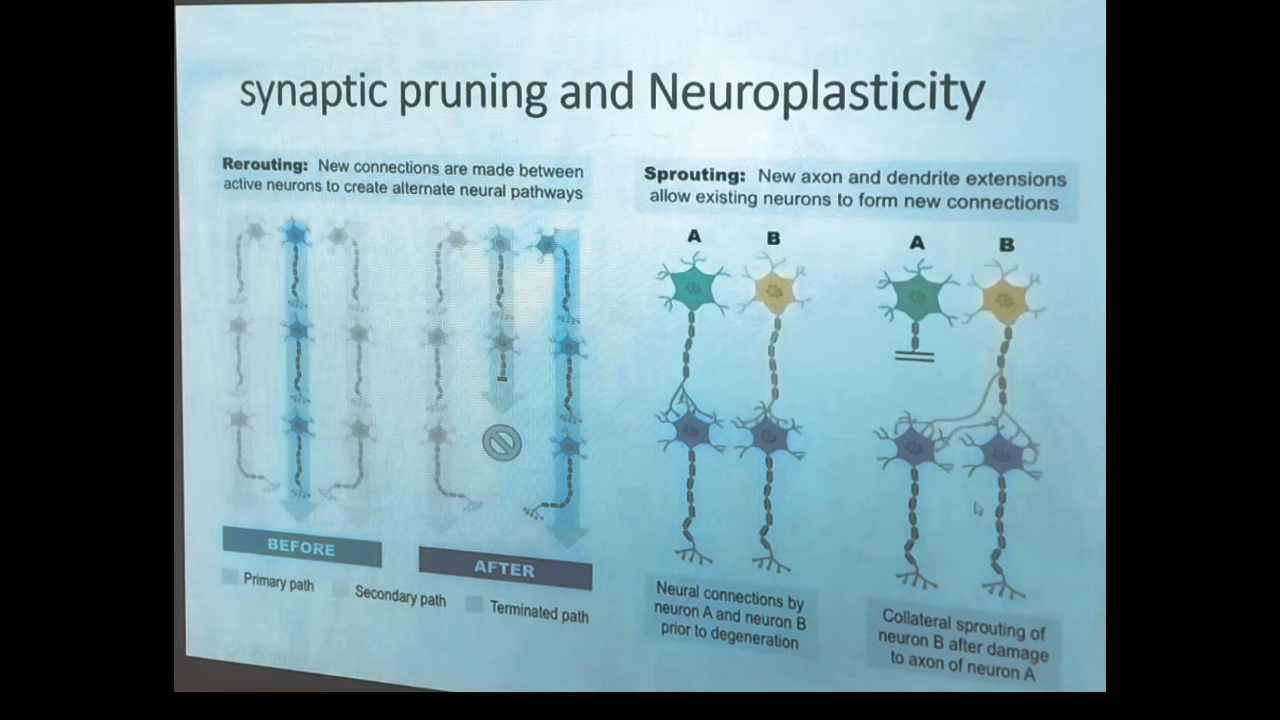 synaptic pruning and Neuroplasticity
Rerouting: New connections are made between
active neurons to create alternate neural pathways
Sprouting: New axon and dendrite extensions
allow existing neurons to form new connections
A B
A B
BEFORE
AFTER
Primary path
Secondary path
Terminated path
Neural connections by
neuron A and neuron B
prior to degeneration
Collateral sprouting of
neuron B after damage
to axon of neuron A